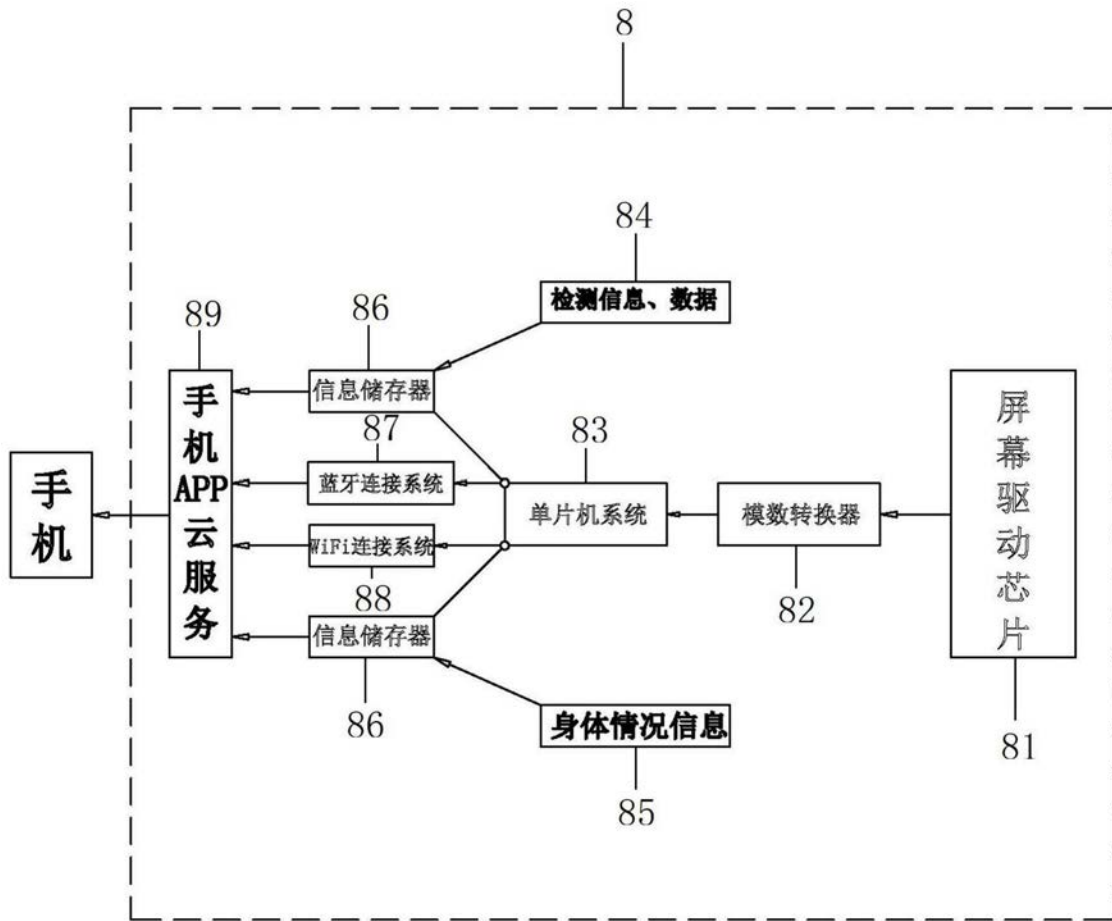 8
84
检测信息、数据
89
86
手机APP云服务
信息储存器
87
83
屏幕驱动芯片
手机
蓝牙连接系统
单片机系统
模数转换器
WiFi连接系统
88
82
信息储存器
86
身体情况信息
81
85